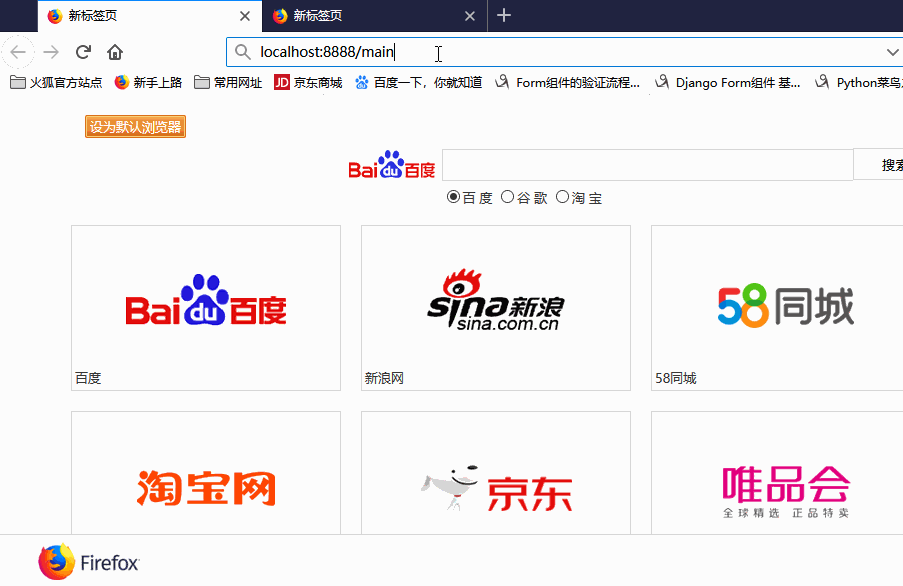 新标签页 新标签页
localhost:8888/main
火狐官方站点 新手上路 常用网址 JD 京东商城 百度一下，你就知道 Form组件的验证流程... Django Form组件 基... Python菜鸟
设为默认浏览器
Bai du 百度 搜索
百度 谷歌 淘宝
Bai du 百度 sina新浪 sina.com.cn 58同城
百度 新浪网 58同城
淘宝网 京东 唯品会
全球精选 正品特卖
Firefox